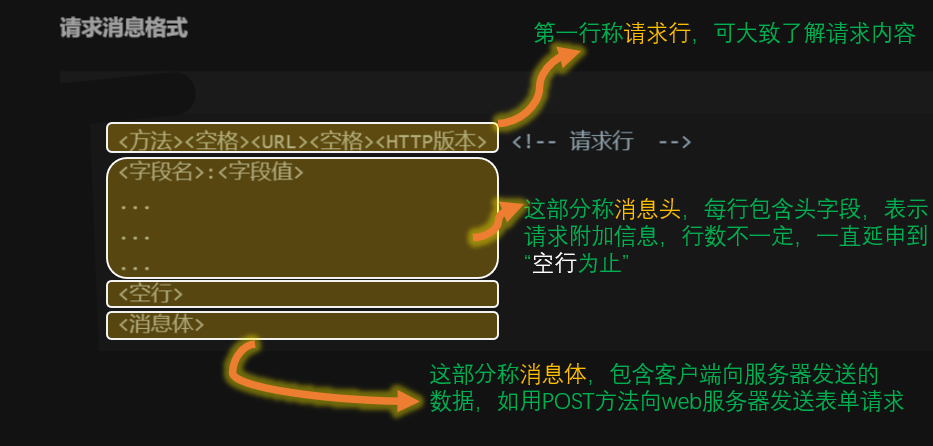 请求消息格式
第一行称请求行，可大致了解请求内容
<方法><空格><URL><空格><HTTP版本> <!-- 请求行 -->
<字段名>:<字段值>
...
...
...
这部分称消息头，每行包含头字段，表示
请求附加信息，行数不一定，一直延申到
“空行为止”
<空行>
<消息体>
这部分称消息体，包含客户端向服务器发送的
数据，如用POST方法向web服务器发送表单请求